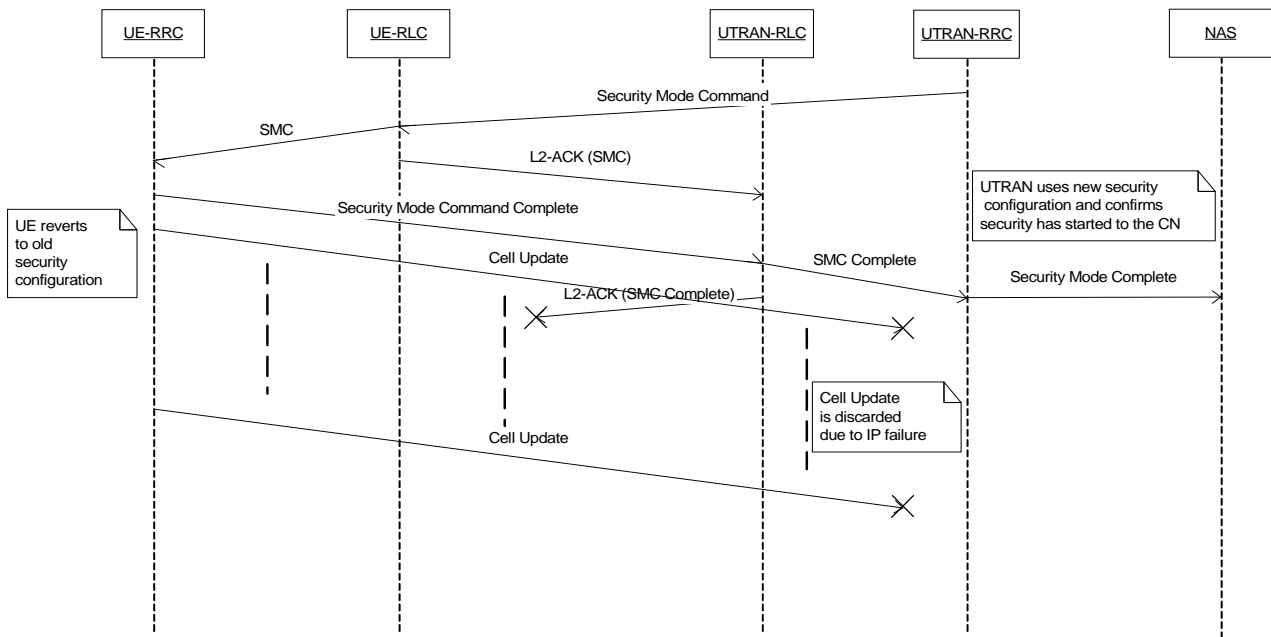 UE-RRC
UE-RLC
UTRAN-RLC
UTRAN-RRC
NAS
Security Mode Command
SMC
L2-ACK (SMC)
UTRAN uses new security
configuration and confirms
security has started to the CN
Security Mode Command Complete
UE reverts
to old
security
configuration
Cell Update
SMC Complete
Security Mode Complete
L2-ACK (SMC Complete)
Cell Update
is discarded
due to IP failure
Cell Update